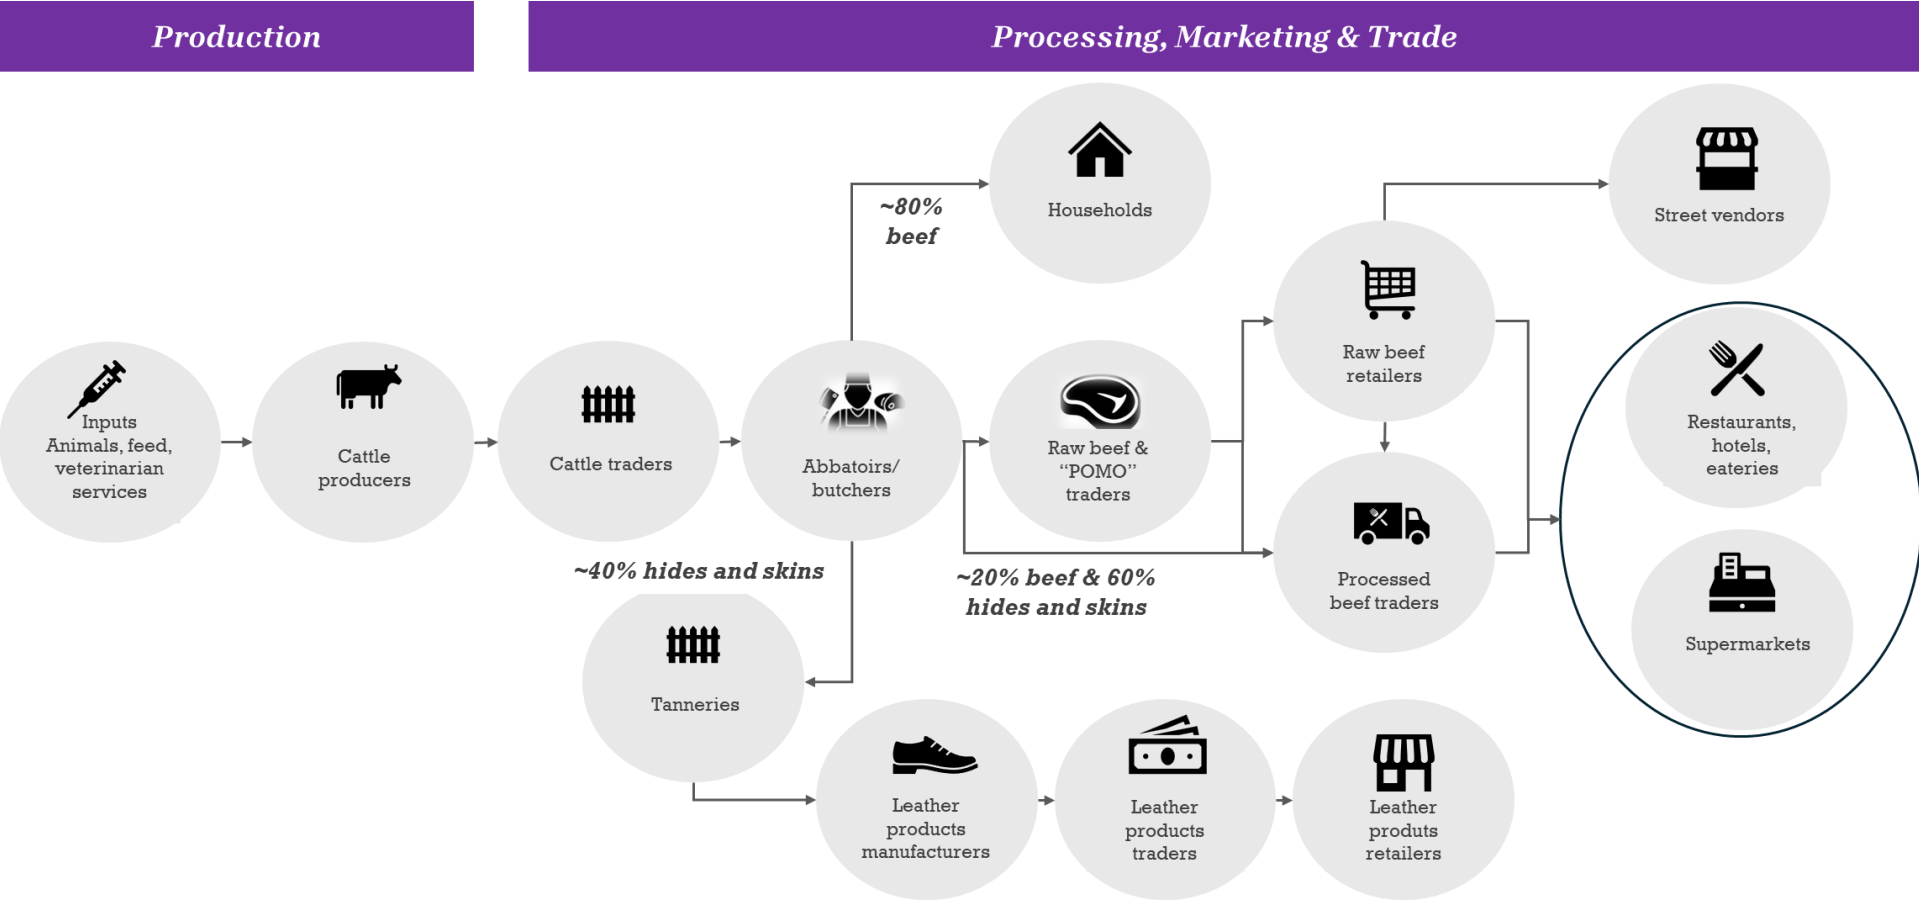 Production
Processing, Marketing & Trade
Households
Street vendors
~80%
beef
Raw beef
retailers
Inputs
Animals, feed,
veterinarian
services
Cattle
producers
Cattle traders
Abbatoirs/
butchers
Raw beef &
“POMO”
traders
Restaurants,
hotels,
eateries
~40% hides and skins
~20% beef & 60%
hides and skins
Processed
beef traders
Supermarkets
Tanneries
Leather
products
manufacturers
Leather
products
traders
Leather
produts
retailers